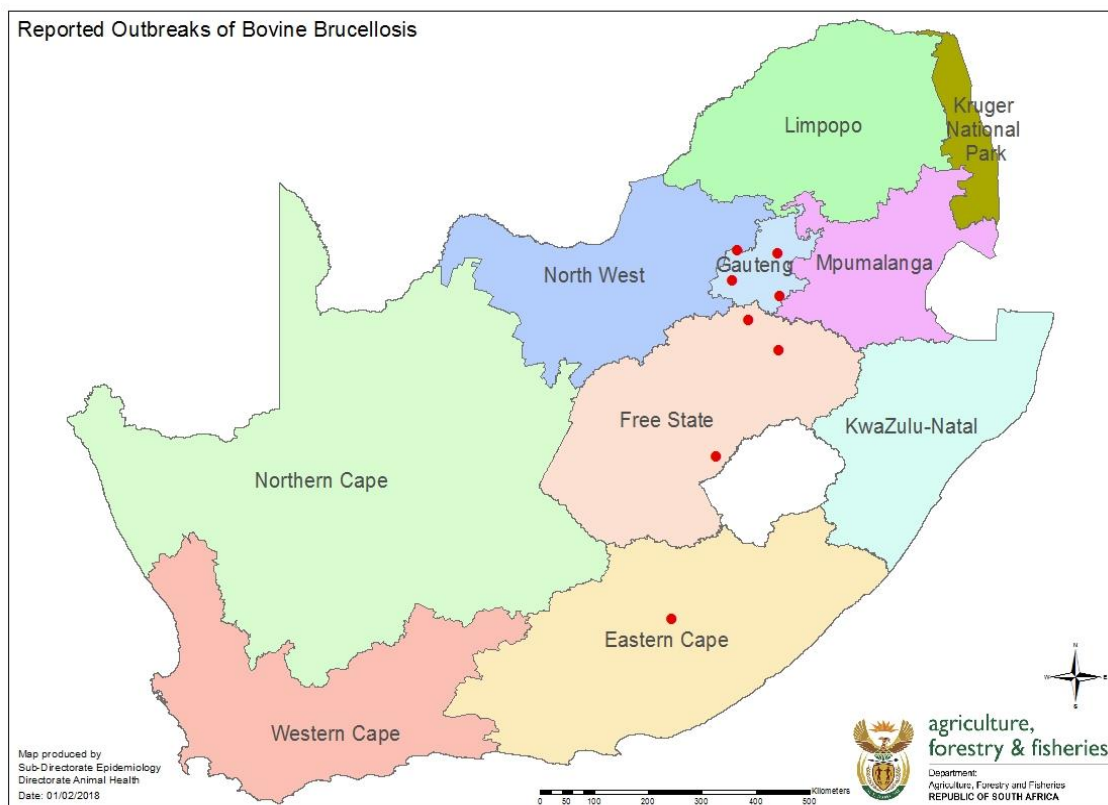 Reported Outbreaks of Bovine Brucellosis
Limpopo
Kruger
National
Park
North West
Gauteng
Mpumalanga
Free State
KwaZulu-Natal
Northern Cape
Eastern Cape
Western Cape
N
W E
S
Map produced by
Sub-Directorate Epidemiology
Directorate Animal Health
Date: 01/02/2018
Kilometers
0 50 100 200 300 400 500
agriculture,
forestry & fisheries
Department:
Agriculture, Forestry and Fisheries
REPUBLIC OF SOUTH AFRICA